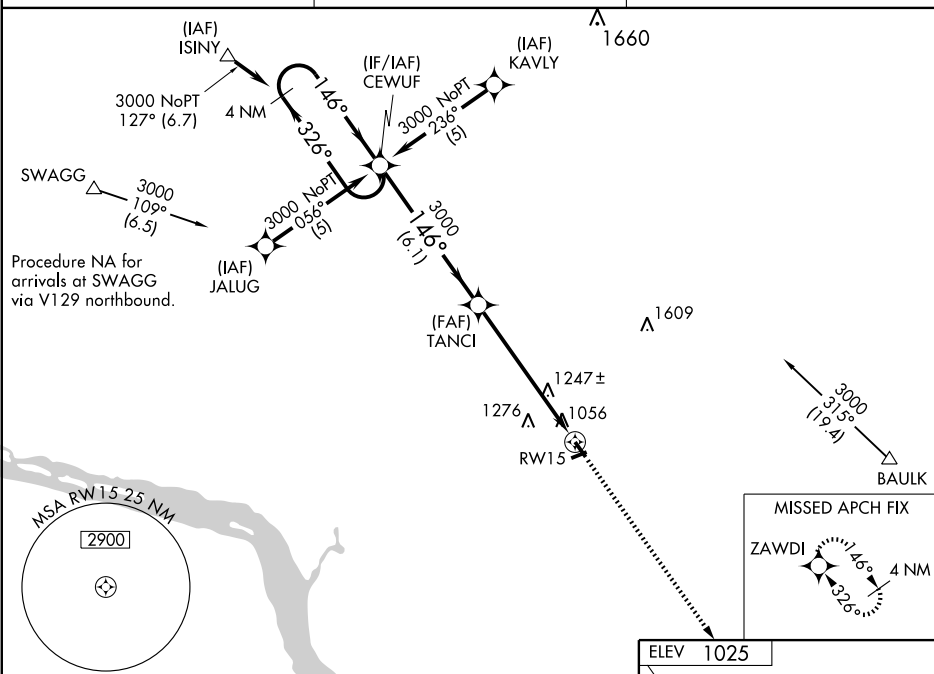 1660
(IAF)
ISINY
3000 NoPT
127° (6.7)
4 NM
146°
326°
(IF/IAF)
CEWUF
(IAF)
KAVLY
3000 NoPT
236°
(5)
SWAGG
3000
109°
(6.5)
3000 NoPT
056°
(5)
(IAF)
JALUG
Procedure NA for
arrivals at SWAGG
via V129 northbound.
3000
146°
(6.1)
(FAF)
TANCI
1609
1247±
1276
1056
RW15
3000
315°
(19.4)
BAULK
MSA RW15 25 NM
2900
MISSED APCH FIX
ZAWDI
146°
4 NM
326°
ELEV 1025